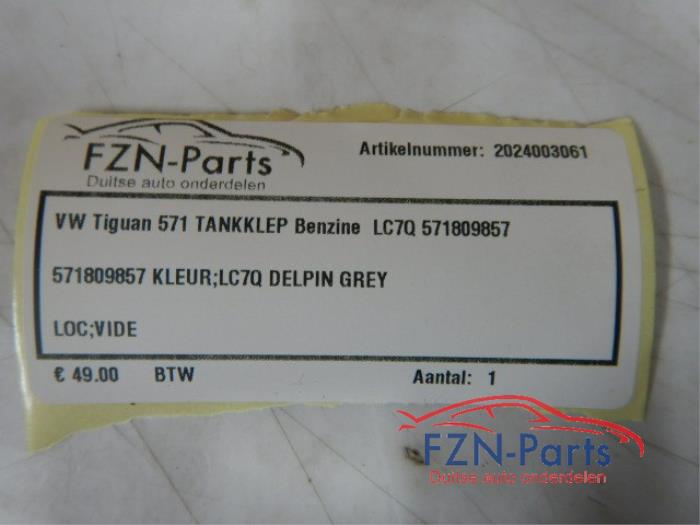 FZN-Parts
Duitse auto onderdelen
Artikelnummer: 2024003061
VW Tiguan 571 TANKKLEP Benzine LC7Q 571809857
571809857 KLEUR;LC7Q DELPIN GREY
LOC;VIDE
€ 49.00 BTW Aantal: 1
FZN-Parts
Duitse auto onderdelen